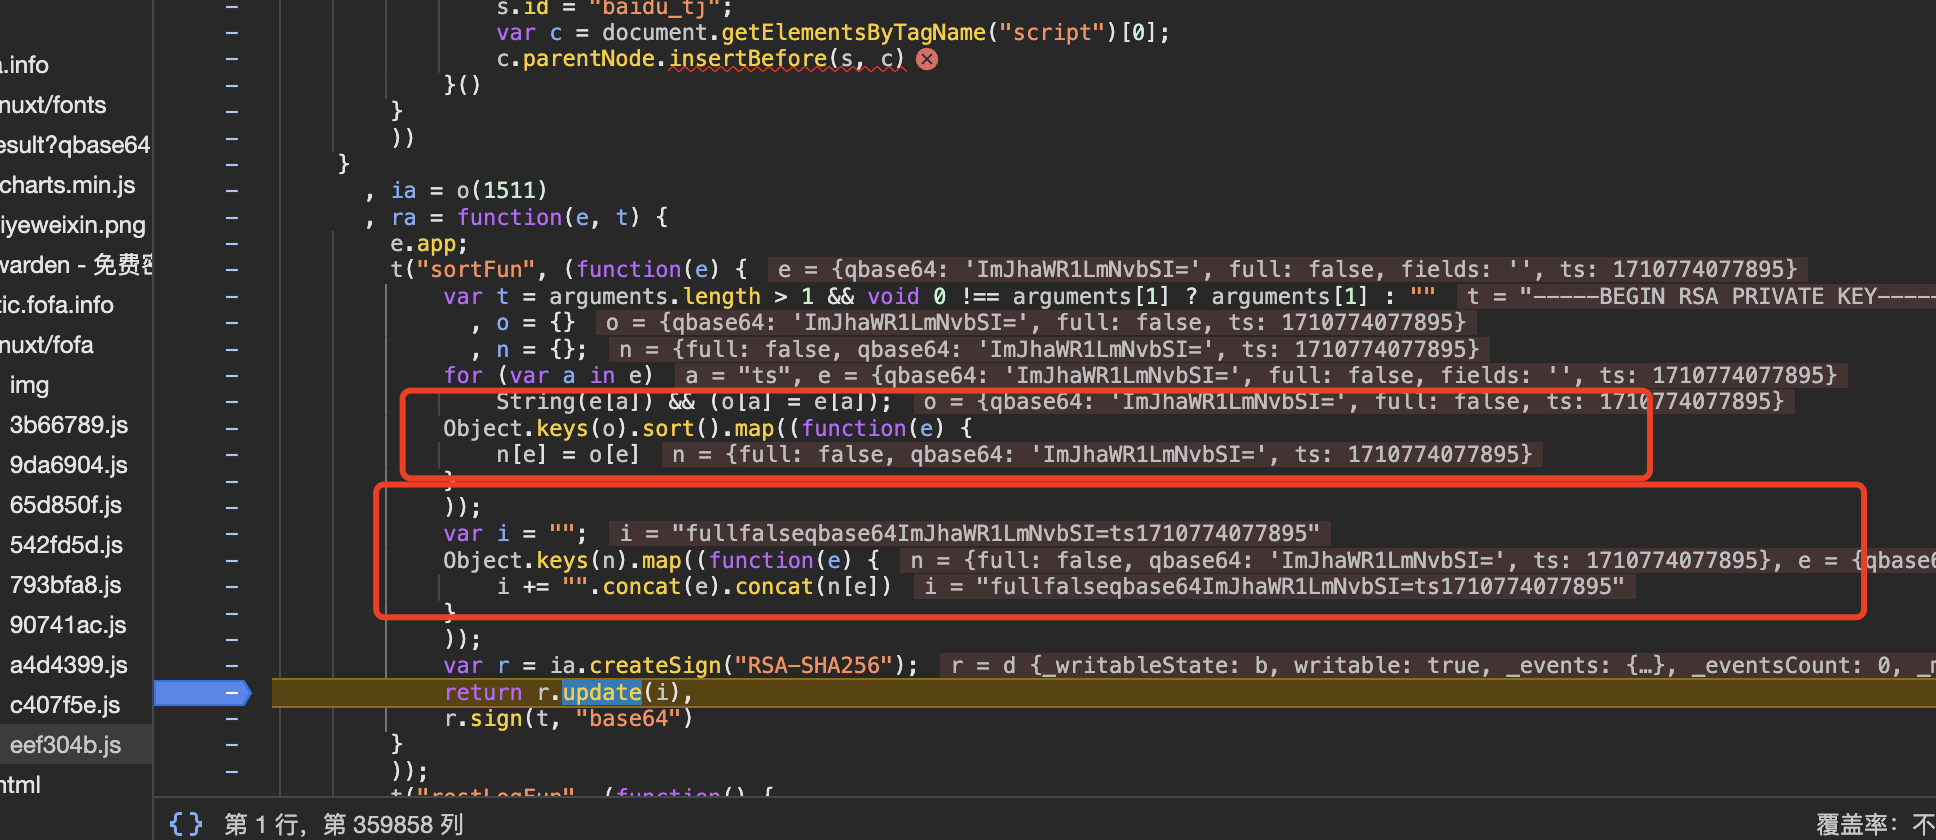 .info
nuxt/fonts
esult?qbase64
charts.min.js
iyeweixin.png
warden - 免费密
tic.fofa.info
nuxt/fofa
img
3b66789.js
9da6904.js
65d850f.js
542fd5d.js
793bfa8.js
90741ac.js
a4d4399.js
c407f5e.js
eef304b.js
html
s.id = "baidu_tj";
var c = document.getElementsByTagName("script")[0];
c.parentNode.insertBefore(s, c)
}()
}
))
}
, ia = o(1511)
, ra = function(e, t) {
e.app;
t("sortFun", (function(e) { e = {qbase64: 'ImJhaWR1LmNvbSI=', full: false, fields: '', ts: 1710774077895}
var t = arguments.length > 1 && void 0 !== arguments[1] ? arguments[1] : "" t = "-----BEGIN RSA PRIVATE KEY-----
, o = {} o = {qbase64: 'ImJhaWR1LmNvbSI=', full: false, ts: 1710774077895}
, n = {}; n = {full: false, qbase64: 'ImJhaWR1LmNvbSI=', ts: 1710774077895}
for (var a in e) a = "ts", e = {qbase64: 'ImJhaWR1LmNvbSI=', full: false, fields: '', ts: 1710774077895}
String(e[a]) && (o[a] = e[a]); o = {qbase64: 'ImJhaWR1LmNvbSI=', full: false, ts: 1710774077895}
Object.keys(o).sort().map((function(e) {
n[e] = o[e] n = {full: false, qbase64: 'ImJhaWR1LmNvbSI=', ts: 1710774077895}
}
));
var i = ""; i = "fullfalseqbase64ImJhaWR1LmNvbSI=ts1710774077895"
Object.keys(n).map((function(e) { n = {full: false, qbase64: 'ImJhaWR1LmNvbSI=', ts: 1710774077895}, e = {qbase6
i += "".concat(e).concat(n[e]) i = "fullfalseqbase64ImJhaWR1LmNvbSI=ts1710774077895"
}
));
var r = ia.createSign("RSA-SHA256"); r = d {_writableState: b, writable: true, _events: {…}, _eventsCount: 0, _m
return r.update(i),
r.sign(t, "base64")
}
));
t("restLogFun", (function() {
{} 第 1 行，第 359858 列
覆盖率：不